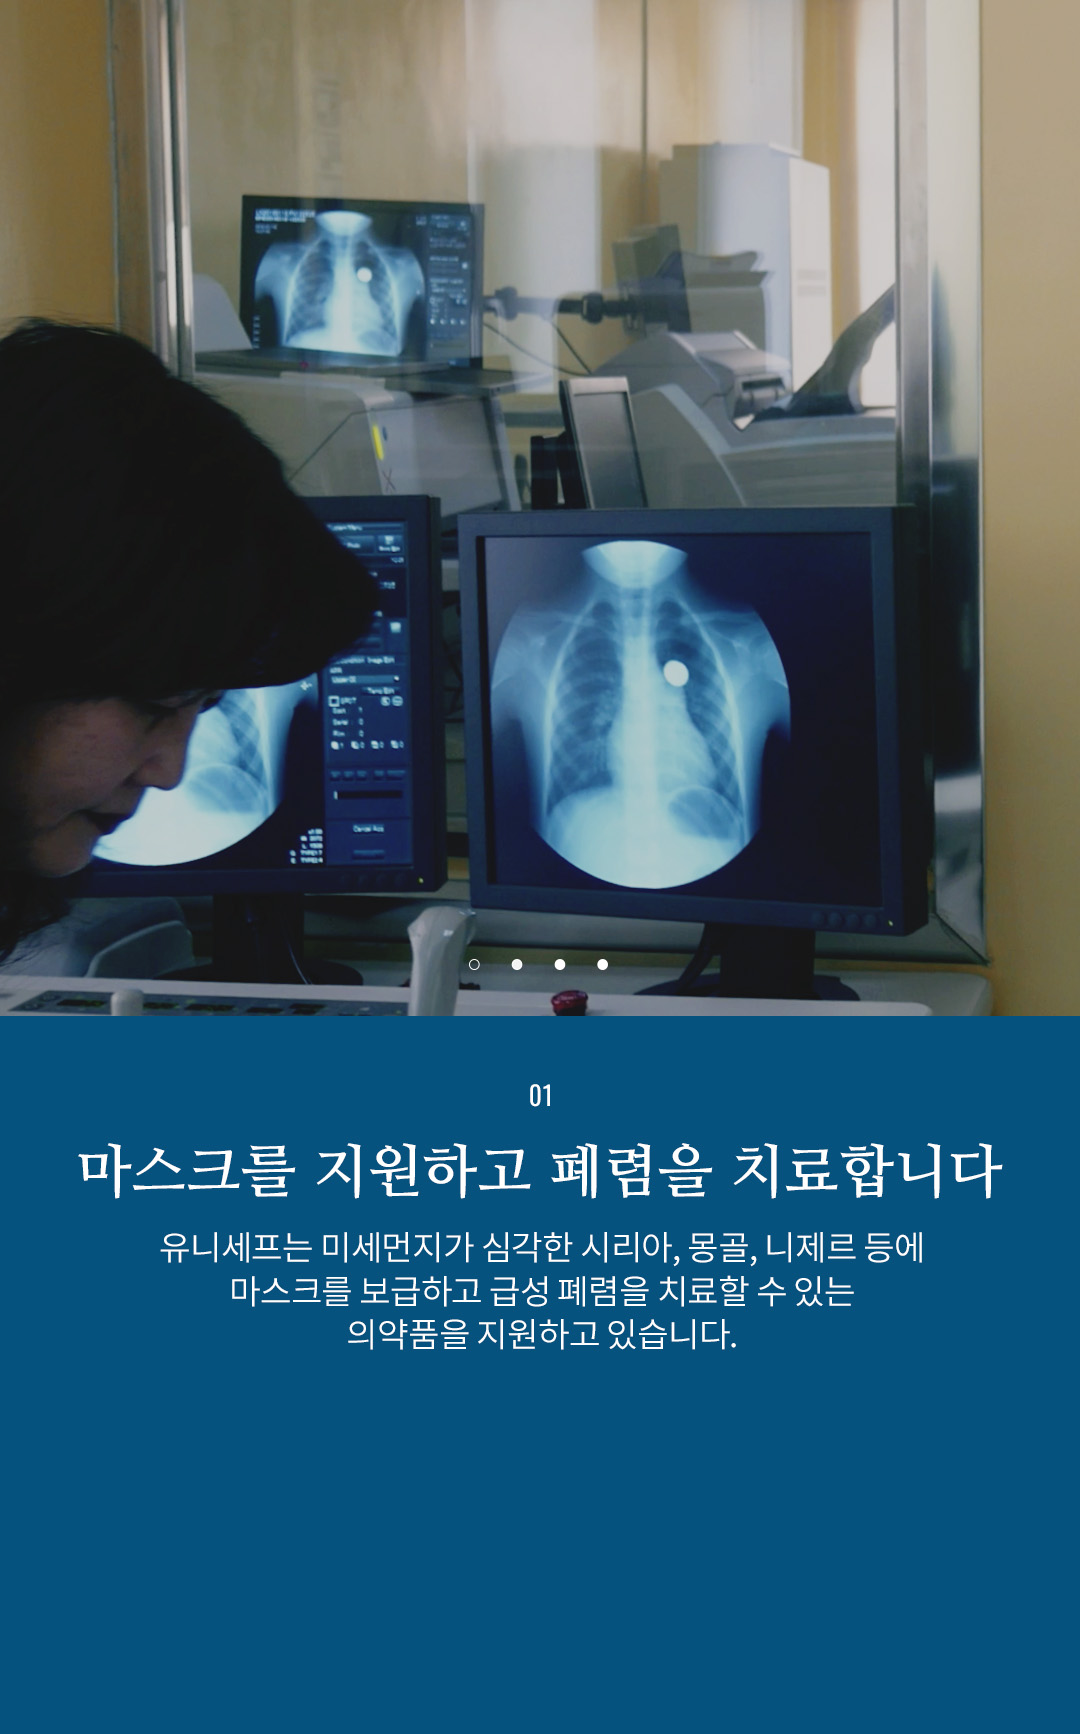 01
마스크를 지원하고 폐렴을 치료합니다
유니세프는 미세먼지가 심각한 시리아, 몽골, 니제르 등에
마스크를 보급하고 급성 폐렴을 치료할 수 있는
의약품을 지원하고 있습니다.